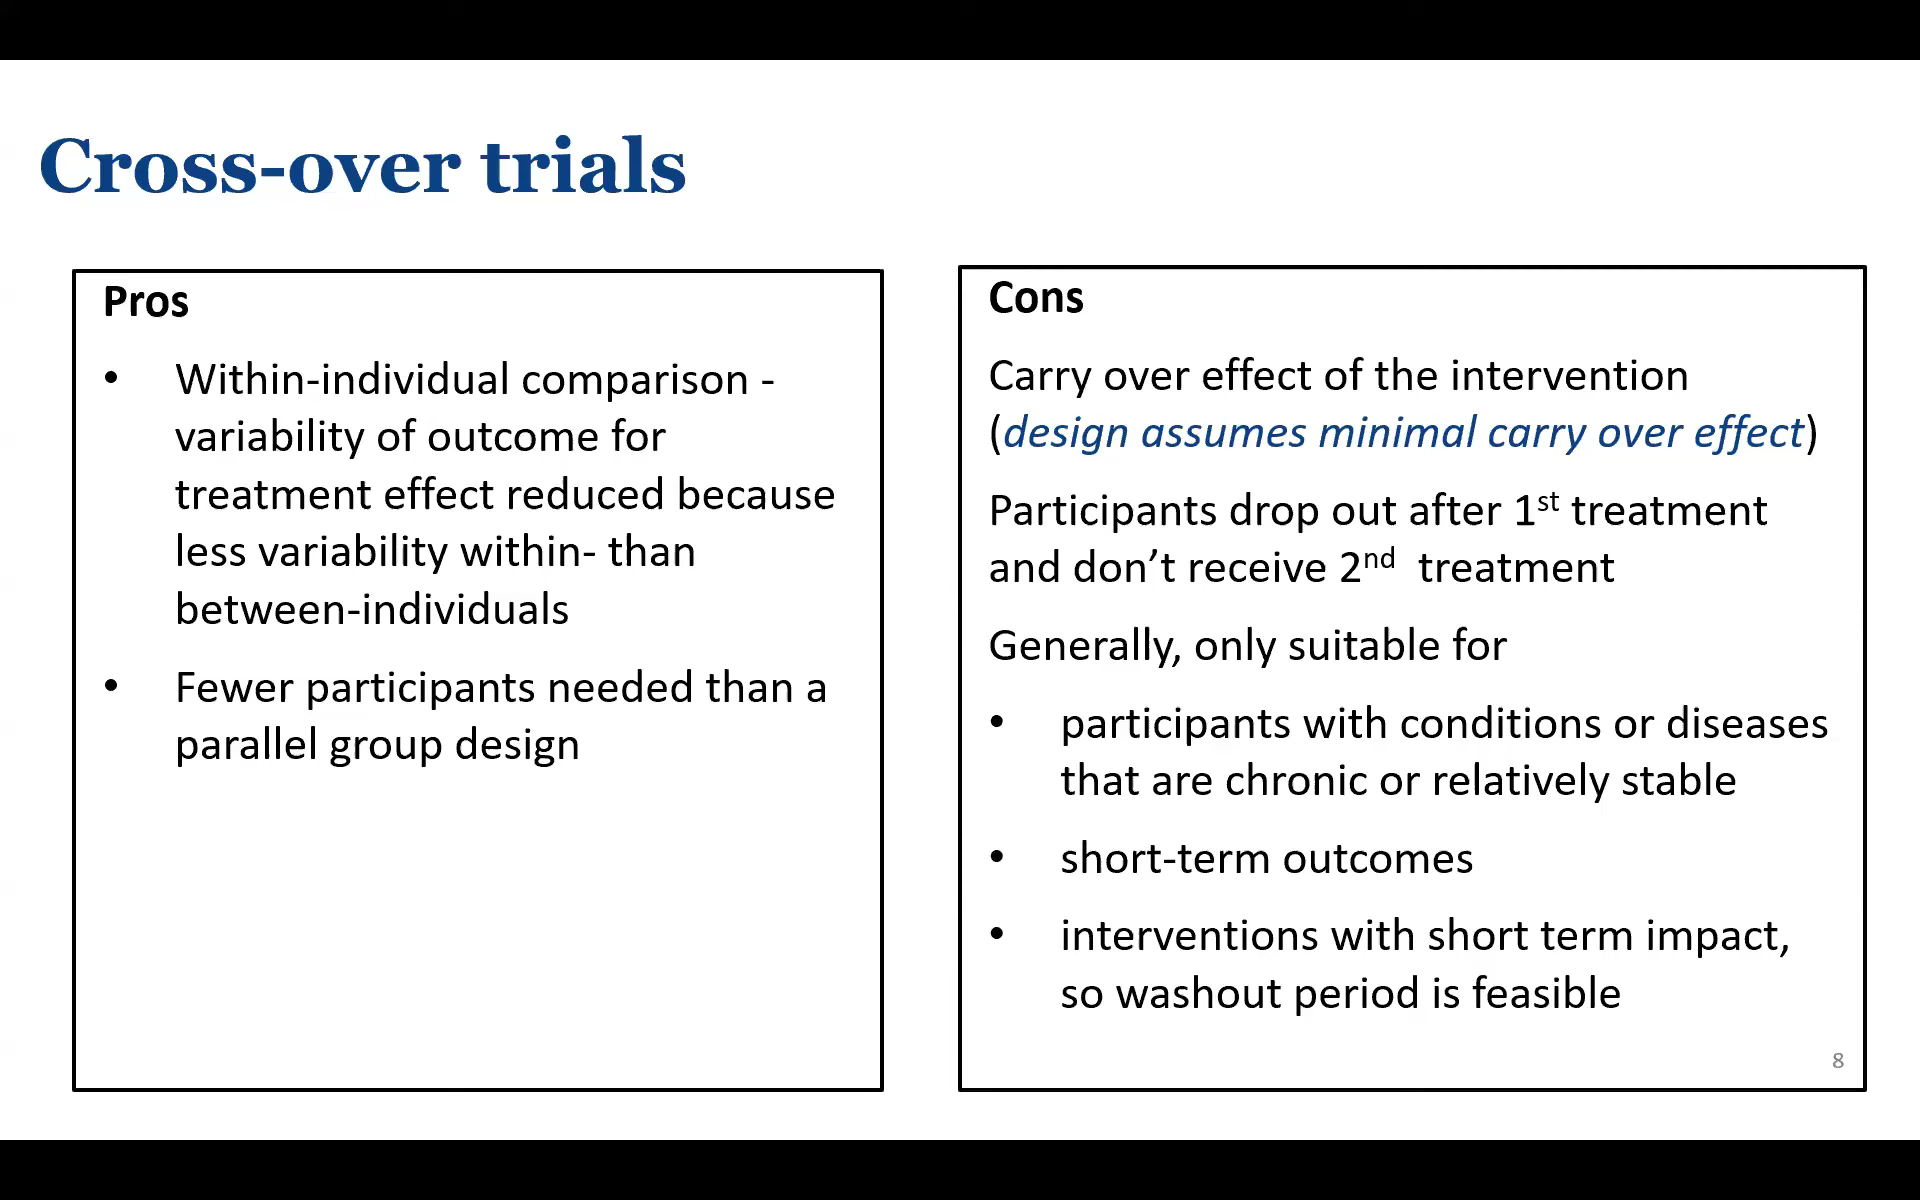 Cross-over trials
Pros
• Within-individual comparison -
variability of outcome for
treatment effect reduced because
less variability within- than
between-individuals
• Fewer participants needed than a
parallel group design
Cons
Carry over effect of the intervention
(design assumes minimal carry over effect)
Participants drop out after 1st treatment
and don’t receive 2nd  treatment
Generally, only suitable for
• participants with conditions or diseases
that are chronic or relatively stable
• short-term outcomes
• interventions with short term impact,
so washout period is feasible
8